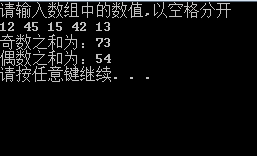 请输入数组中的数值,以空格分开
12 45 15 42 13
奇数之和为：73
偶数之和为：54
请按任意键继续. . .